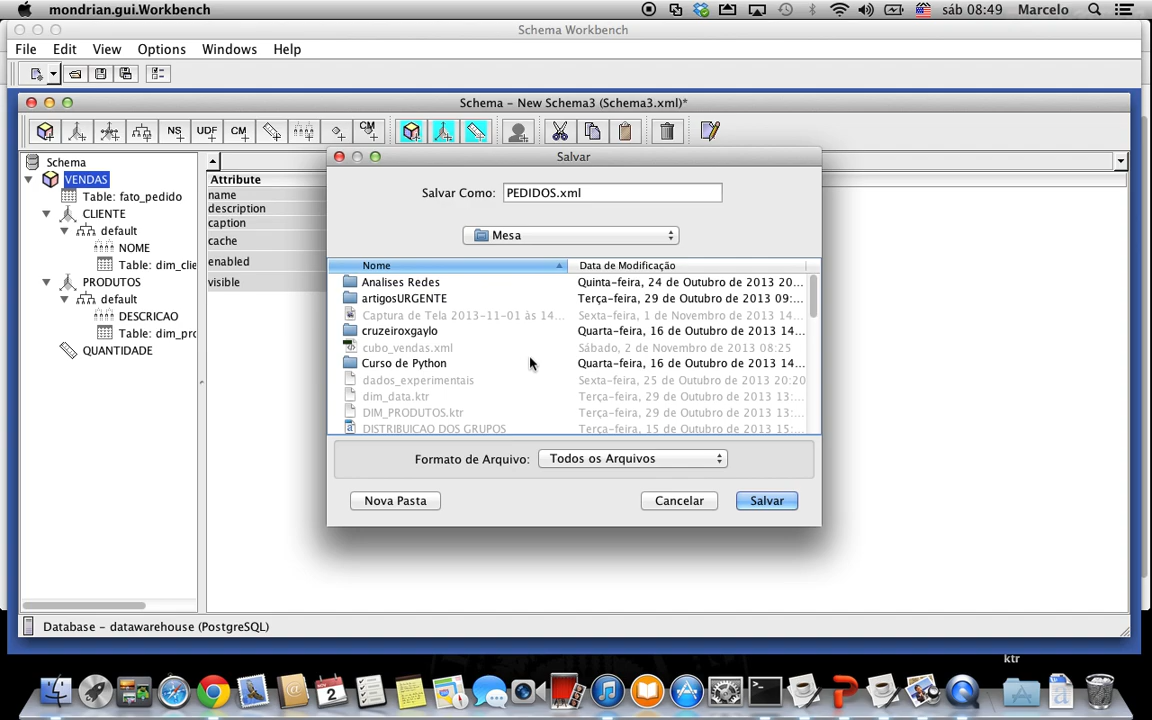 mondrian.gui.Workbench sáb 08:49 Marcelo
Schema Workbench
File Edit View Options Windows Help
Schema - New Schema3 (Schema3.xml)*
NS UDF CM CM
Salvar
Schema
VENDAS
Table: fato_pedido
CLIENTE
default
NOME
Table: dim_clie
PRODUTOS
default
DESCRICAO
Table: dim_pro
QUANTIDADE
Attribute
name
description
caption
cache
enabled
visible
Salvar Como: PEDIDOS.xml
Mesa
Nome Data de Modificação
Analises Redes Quinta-feira, 24 de Outubro de 2013 20...
artigosURGENTE Terça-feira, 29 de Outubro de 2013 09:...
Captura de Tela 2013-11-01 às 14... Sexta-feira, 1 de Novembro de 2013 14...
cruzeiroxgaylo Quarta-feira, 16 de Outubro de 2013 14...
cubo_vendas.xml Sábado, 2 de Novembro de 2013 08:25
Curso de Python Quarta-feira, 16 de Outubro de 2013 14...
dados_experimentais Sexta-feira, 25 de Outubro de 2013 20:20
dim_data.ktr Terça-feira, 29 de Outubro de 2013 13:...
DIM_PRODUTOS.ktr Terça-feira, 29 de Outubro de 2013 13:...
DISTRIBUICAO DOS GRUPOS Terça-feira, 15 de Outubro de 2013 15:...
Formato de Arquivo: Todos os Arquivos
Nova Pasta Cancelar Salvar
Database - datawarehouse (PostgreSQL)
ktr
2